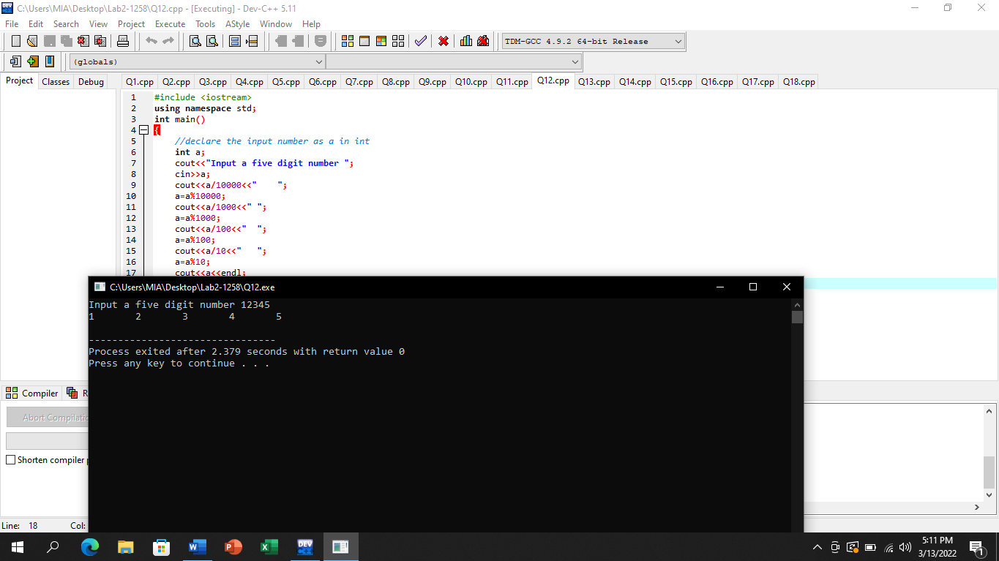 C:\Users\MIA\Desktop\Lab2-1258\Q12.cpp - [Executing] - Dev-C++ 5.11
File Edit Search View Project Execute Tools AStyle Window Help
TDM-GCC 4.9.2 64-bit Release
(globals)
Project Classes Debug Q1.cpp Q2.cpp Q3.cpp Q4.cpp Q5.cpp Q6.cpp Q7.cpp Q8.cpp Q9.cpp Q10.cpp Q11.cpp Q12.cpp Q13.cpp Q14.cpp Q15.cpp Q16.cpp Q17.cpp Q18.cpp
1 #include <iostream>
2 using namespace std;
3 int main()
4 {
5 //declare the input number as a in int
6 int a;
7 cout<<"Input a five digit number ";
8 cin>>a;
9 cout<<a/10000<<"    ";
10 a=a%10000;
11 cout<<a/1000<<" ";
12 a=a%1000;
13 cout<<a/100<<"  ";
14 a=a%100;
15 cout<<a/10<<"   ";
16 a=a%10;
17 cout<<a<<endl;
C:\Users\MIA\Desktop\Lab2-1258\Q12.exe
Input a five digit number 12345
1       2       3       4       5
--------------------------------
Process exited after 2.379 seconds with return value 0
Press any key to continue . . .
Compiler R
Abort Compilatio
Shorten compiler p
Line: 18 Col:
DEV
5:11 PM
3/13/2022
1